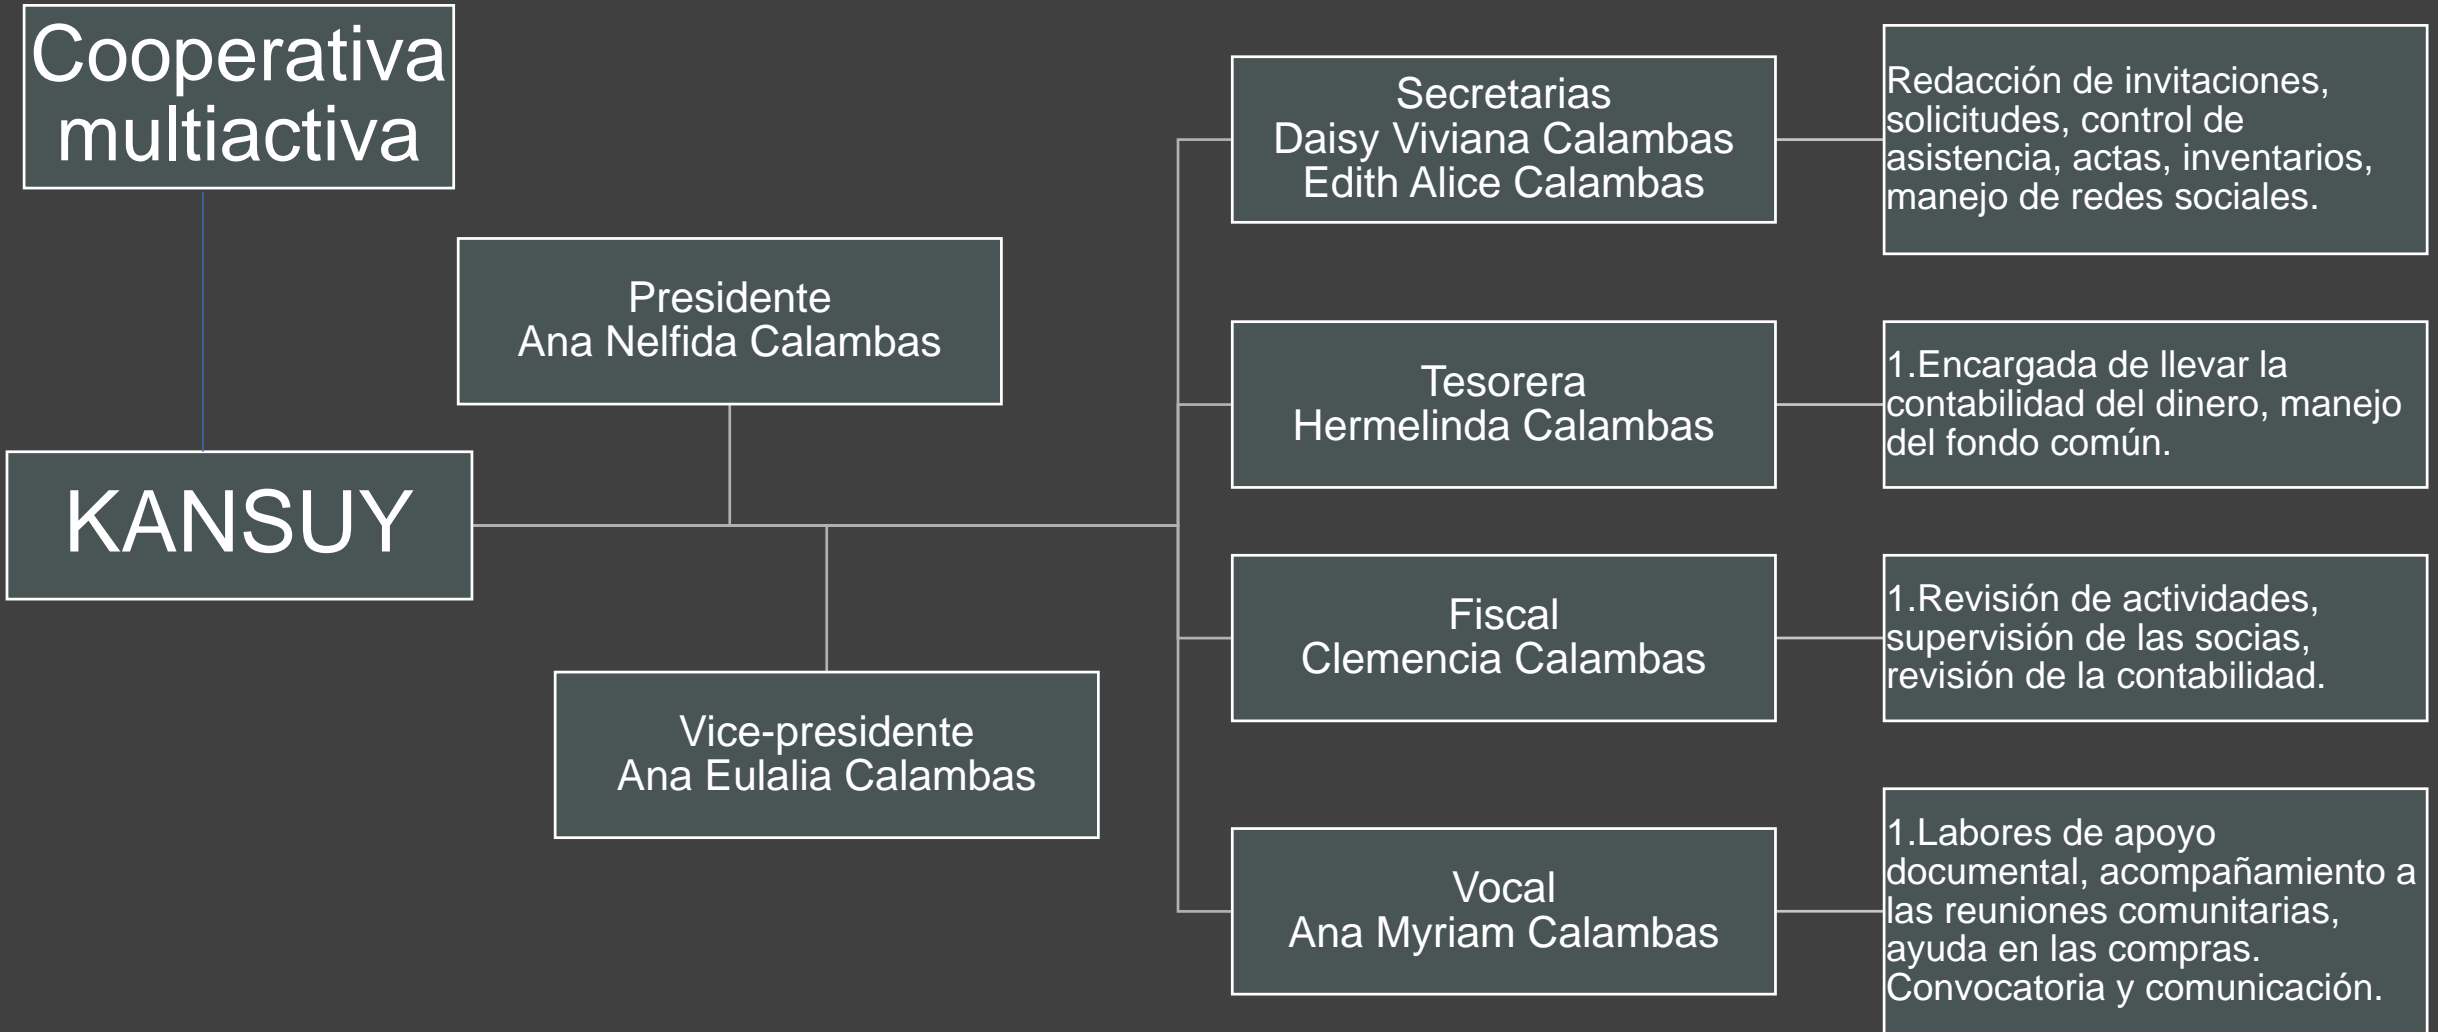 Cooperativa
multiactiva
KANSUY
Presidente
Ana Nelfida Calambas
Vice-presidente
Ana Eulalia Calambas
Secretarias
Daisy Viviana Calambas
Edith Alice Calambas
Redacción de invitaciones,
solicitudes, control de
asistencia, actas, inventarios,
manejo de redes sociales.
Tesorera
Hermelinda Calambas
1.Encargada de llevar la
contabilidad del dinero, manejo
del fondo común.
Fiscal
Clemencia Calambas
1.Revisión de actividades,
supervisión de las socias,
revisión de la contabilidad.
Vocal
Ana Myriam Calambas
1.Labores de apoyo
documental, acompañamiento a
las reuniones comunitarias,
ayuda en las compras.
Convocatoria y comunicación.